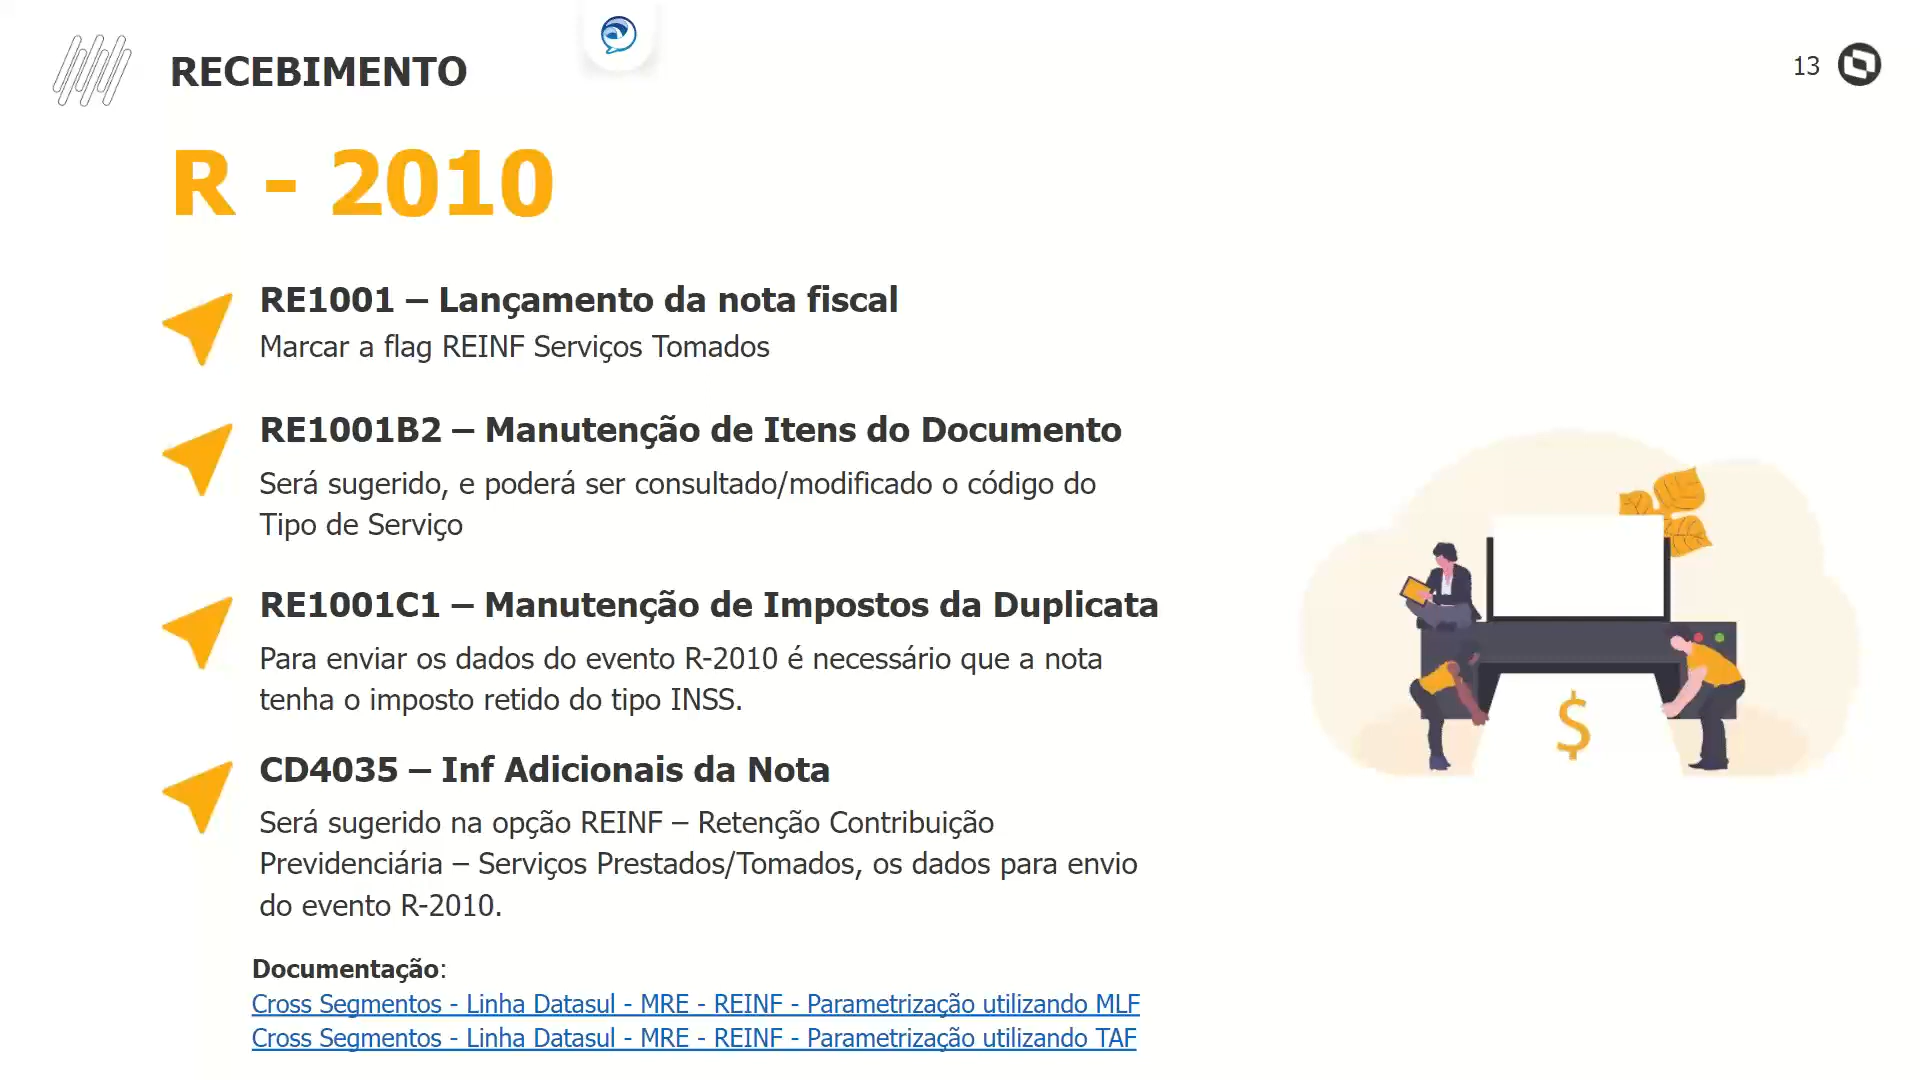 RECEBIMENTO
13
R - 2010
RE1001 – Lançamento da nota fiscal
Marcar a flag REINF Serviços Tomados
RE1001B2 – Manutenção de Itens do Documento
Será sugerido, e poderá ser consultado/modificado o código do
Tipo de Serviço
RE1001C1 – Manutenção de Impostos da Duplicata
Para enviar os dados do evento R-2010 é necessário que a nota
tenha o imposto retido do tipo INSS.
CD4035 – Inf Adicionais da Nota
Será sugerido na opção REINF – Retenção Contribuição
Previdenciária – Serviços Prestados/Tomados, os dados para envio
do evento R-2010.
$
Documentação:
Cross Segmentos - Linha Datasul - MRE - REINF - Parametrização utilizando MLF
Cross Segmentos - Linha Datasul - MRE - REINF - Parametrização utilizando TAF